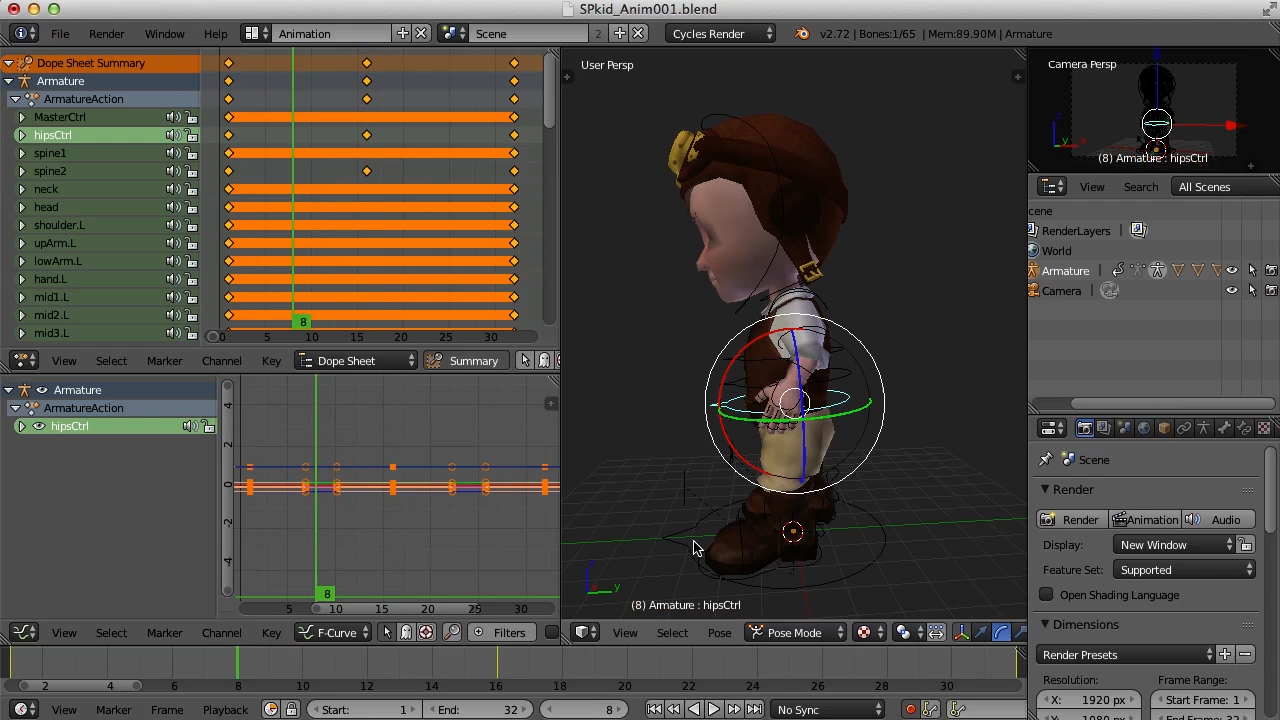 SPkid_Anim001.blend
File Render Window Help Animation Scene 2 Cycles Render v2.72 | Bones:1/65 | Mem:89.90M | Armature
Dope Sheet Summary
Armature
ArmatureAction
MasterCtrl
hipsCtrl
spine1
spine2
neck
head
shoulder.L
upArm.L
lowArm.L
hand.L
mid1.L
mid2.L
mid3.L
8
0 5 10 15 20 25 30
View Select Marker Channel Key Dope Sheet Summary
Armature
ArmatureAction
hipsCtrl
4
2
0
-2
-4
8
5 10 15 20 25 30
View Select Marker Channel Key F-Curve Filters
User Persp
z
y
(8) Armature : hipsCtrl
View Select Pose Pose Mode
Camera Persp
z
y
(8) Armature : hipsCtrl
View Search All Scenes
cene
RenderLayers
World
Armature
Camera
Scene
Render
Render Animation Audio
Display: New Window
Feature Set: Supported
Open Shading Language
Dimensions
Render Presets
Resolution: Frame Range:
X: 1920 px Start Frame: 1
2 4 6 8 10 12 14 16 18 20 22 24 26 28 30
View Marker Frame Playback Start: 1 End: 32 8 No Sync